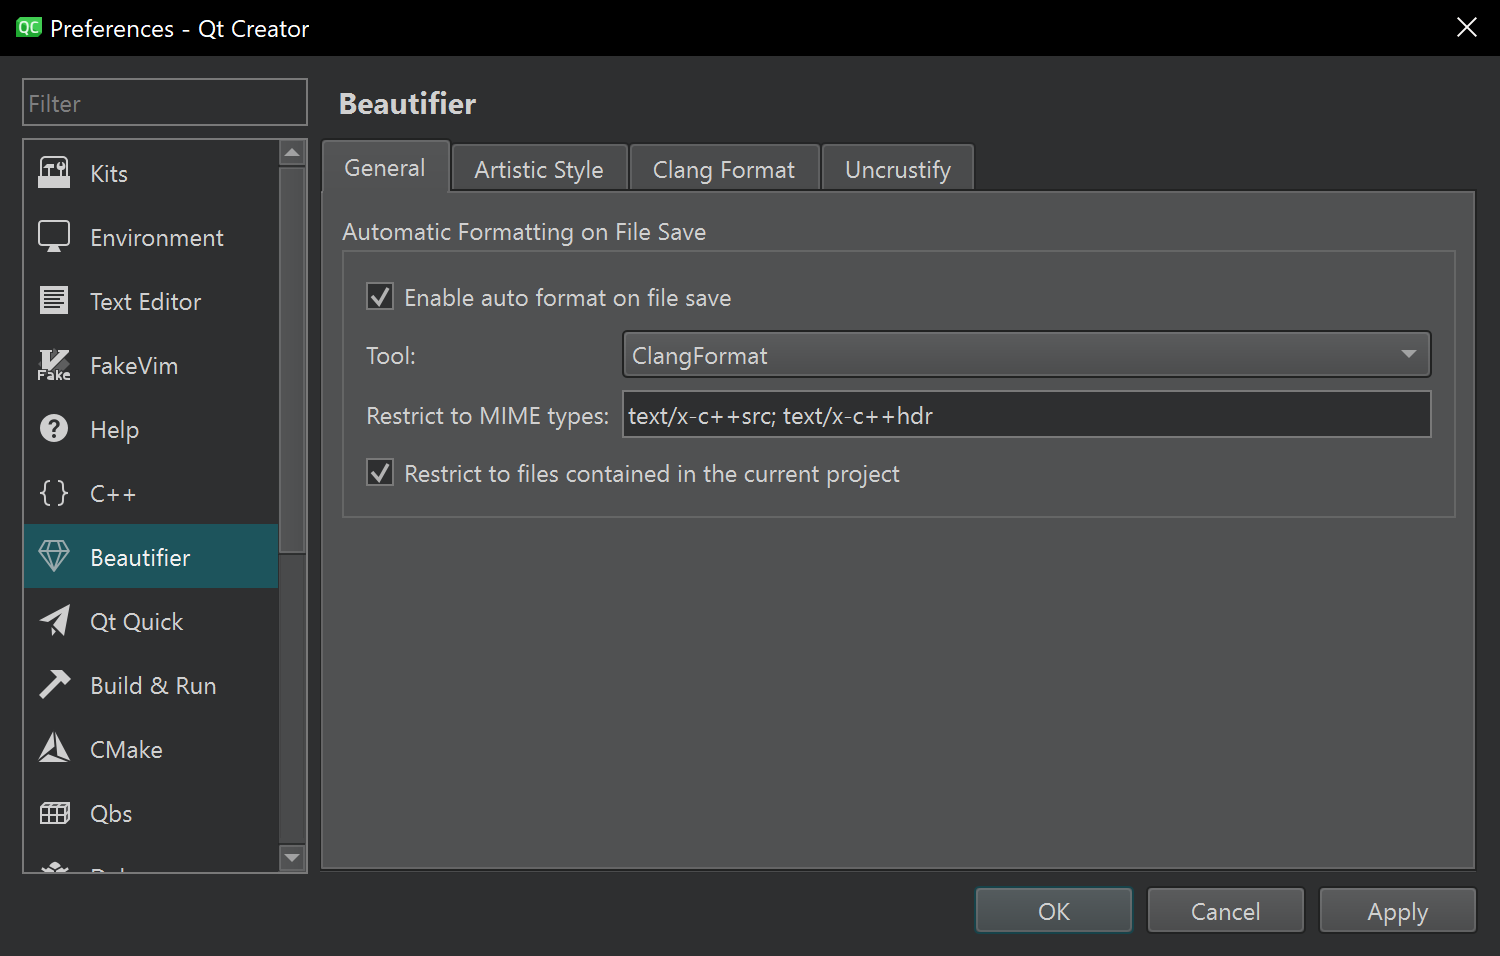 QC Preferences - Qt Creator
Filter
Kits
Environment
Text Editor
Fake FakeVim
Help
C++
Beautifier
Qt Quick
Build & Run
CMake
Qbs
Beautifier
General Artistic Style Clang Format Uncrustify
Automatic Formatting on File Save
Enable auto format on file save
Tool: ClangFormat
Restrict to MIME types: text/x-c++src; text/x-c++hdr
Restrict to files contained in the current project
OK Cancel Apply